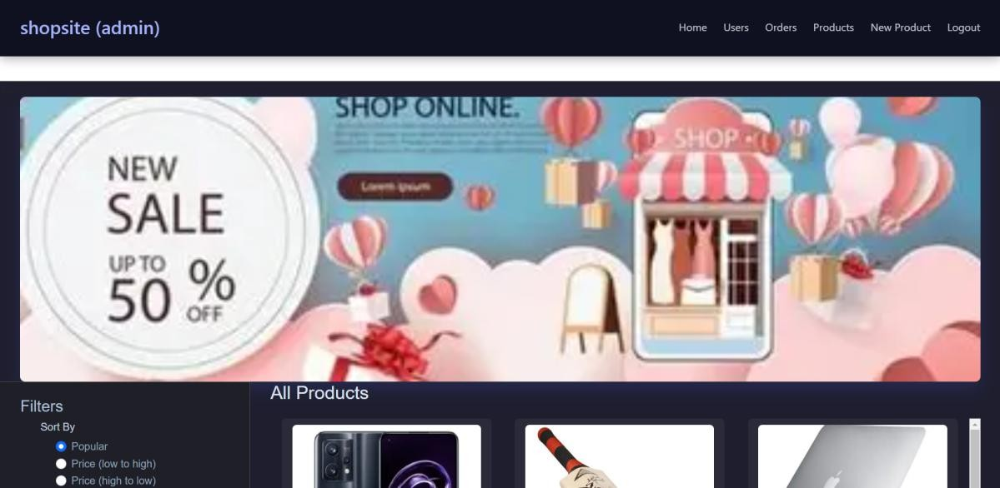 shopsite (admin)
Home Users Orders Products New Product Logout
SHOP ONLINE.
NEW
SALE
UP TO
50 %
OFF
Lorem ipsum
SHOP
Filters
Sort By
Popular
Price (low to high)
Price (high to low)
All Products